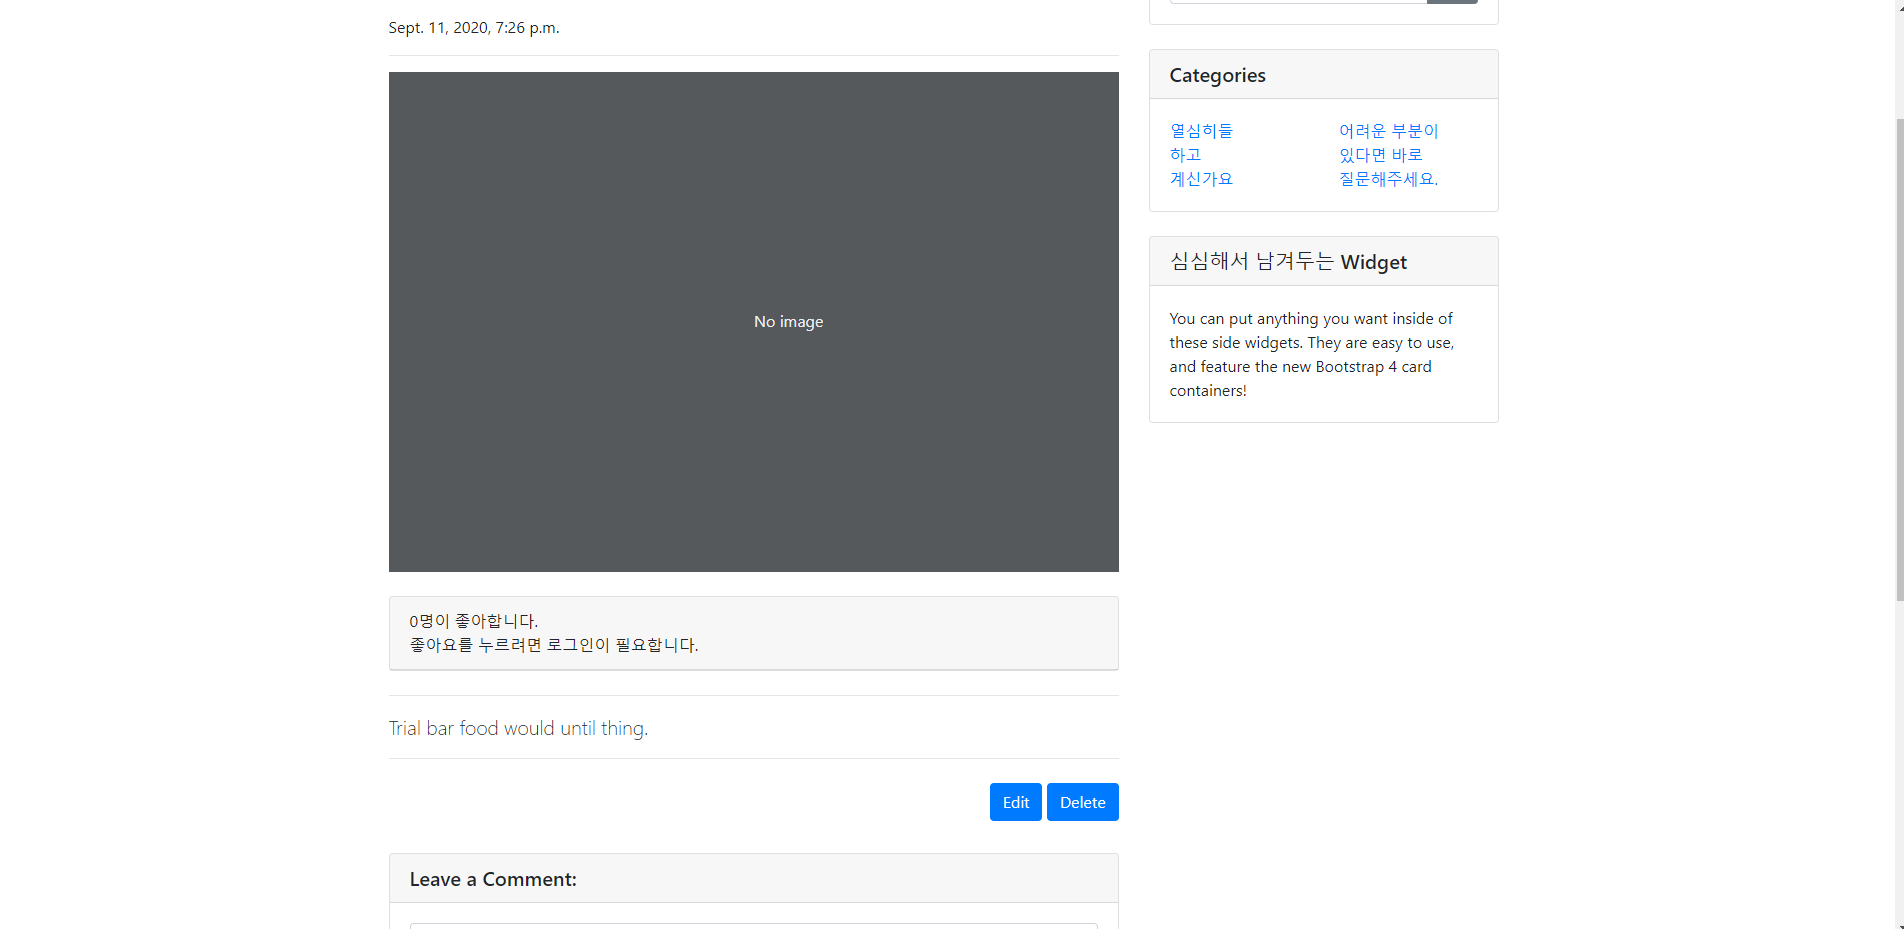 Sept. 11, 2020, 7:26 p.m.
No image
0명이 좋아합니다.
좋아요를 누르려면 로그인이 필요합니다.
Trial bar food would until thing.
Edit Delete
Leave a Comment:
Categories
열심히들
하고
계신가요
어려운 부분이
있다면 바로
질문해주세요.
심심해서 남겨두는 Widget
You can put anything you want inside of
these side widgets. They are easy to use,
and feature the new Bootstrap 4 card
containers!